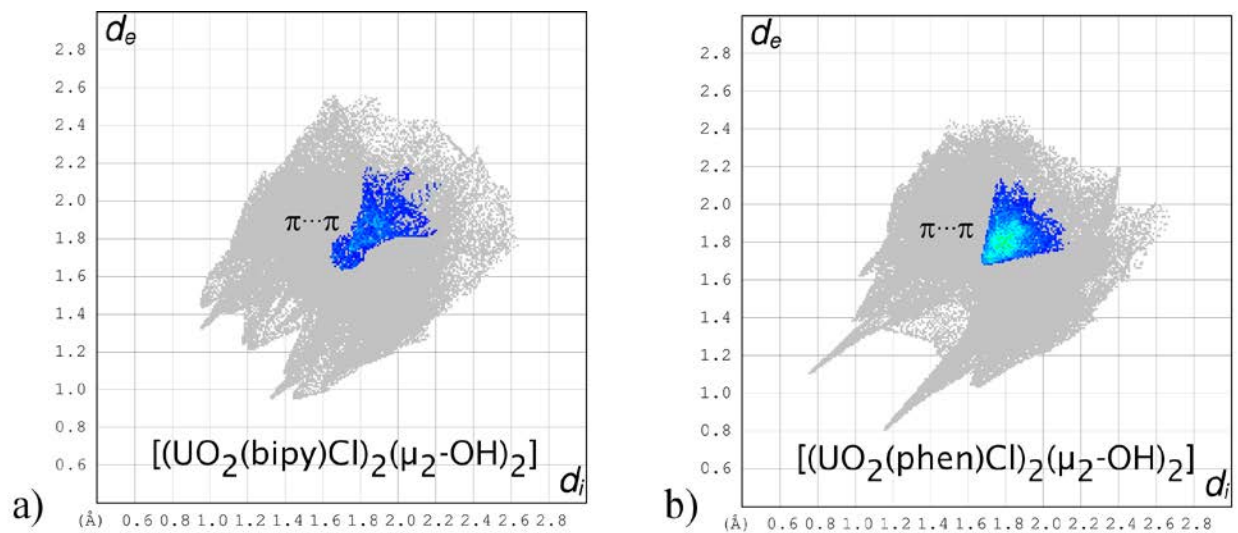 dₑ
2.8
2.6
2.4
2.2
2.0
π···π
1.8
1.6
1.4
1.2
1.0
0.8
0.6
[(UO₂(bipy)Cl)₂(μ₂-OH)₂]
dᵢ
a)
(Å) 0.6 0.8 1.0 1.2 1.4 1.6 1.8 2.0 2.2 2.4 2.6 2.8
dₑ
2.8
2.6
2.4
2.2
2.0
π···π
1.8
1.6
1.4
1.2
1.0
0.8
0.6
[(UO₂(phen)Cl)₂(μ₂-OH)₂]
dᵢ
b)
(Å) 0.6 0.8 1.0 1.2 1.4 1.6 1.8 2.0 2.2 2.4 2.6 2.8